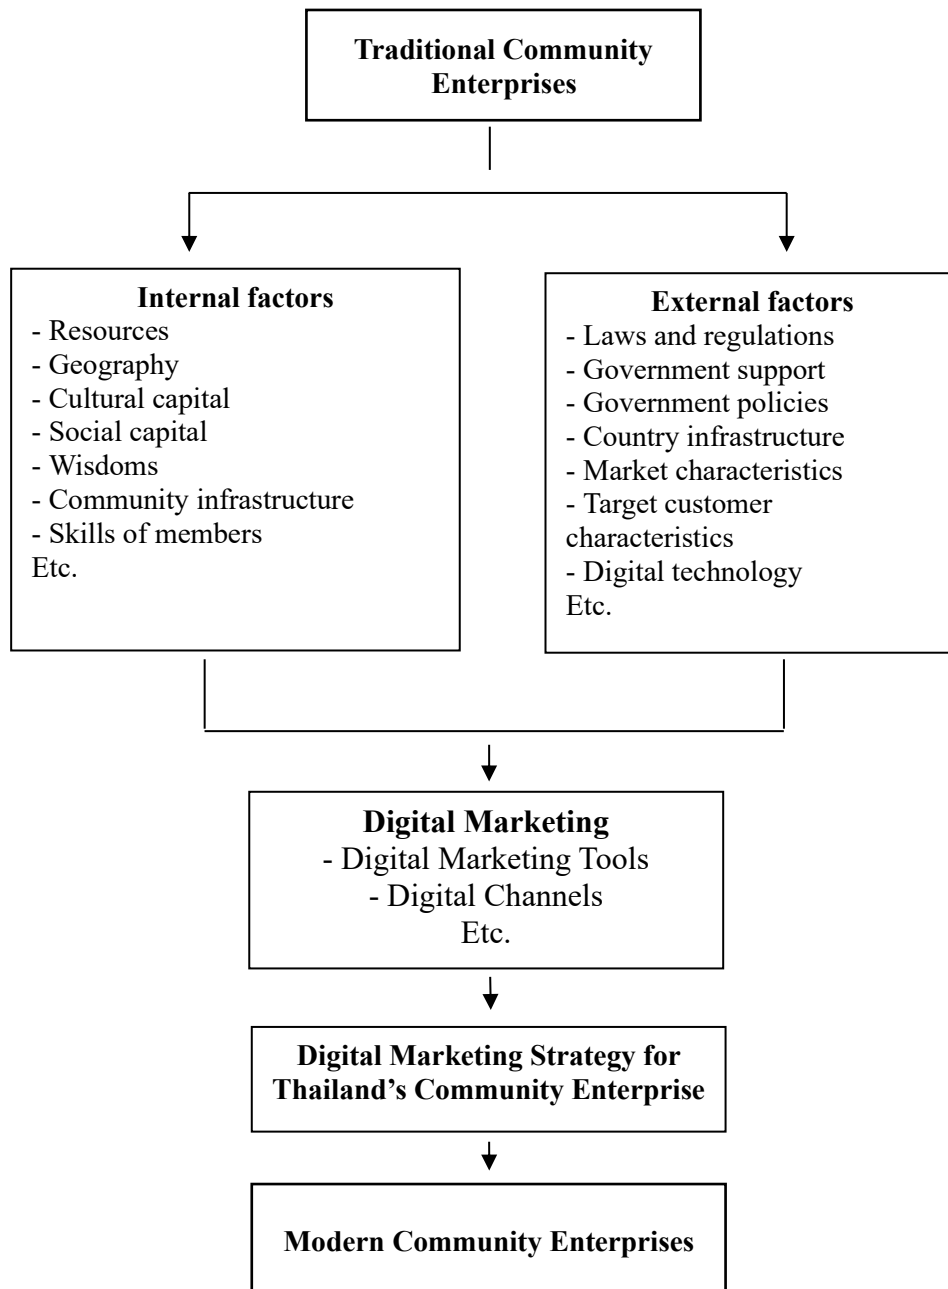 Traditional Community
Enterprises
Internal factors
- Resources
- Geography
- Cultural capital
- Social capital
- Wisdoms
- Community infrastructure
- Skills of members
Etc.
External factors
- Laws and regulations
- Government support
- Government policies
- Country infrastructure
- Market characteristics
- Target customer
characteristics
- Digital technology
Etc.
Digital Marketing
- Digital Marketing Tools
- Digital Channels
Etc.
Digital Marketing Strategy for
Thailand’s Community Enterprise
Modern Community Enterprises